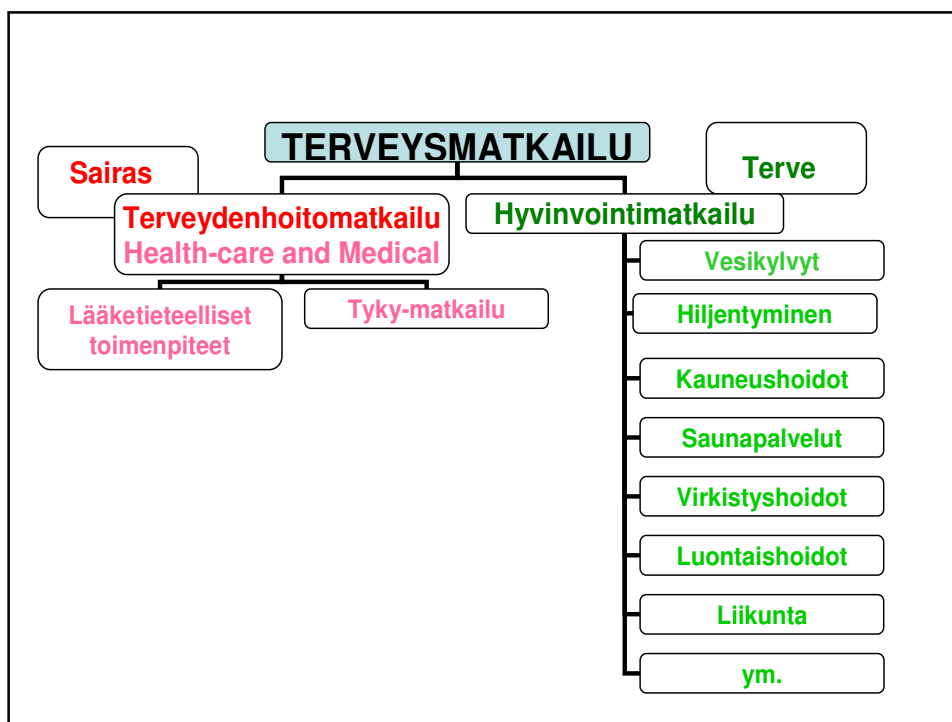 TERVEYSMATKAILU
Sairas
Terve
Terveydenhoitomatkailu
Health-care and Medical
Hyvinvointimatkailu
Lääketieteelliset
toimenpiteet
Tyky-matkailu
Vesikylvyt
Hiljentyminen
Kauneushoidot
Saunapalvelut
Virkistyshoidot
Luontaishoidot
Liikunta
ym.